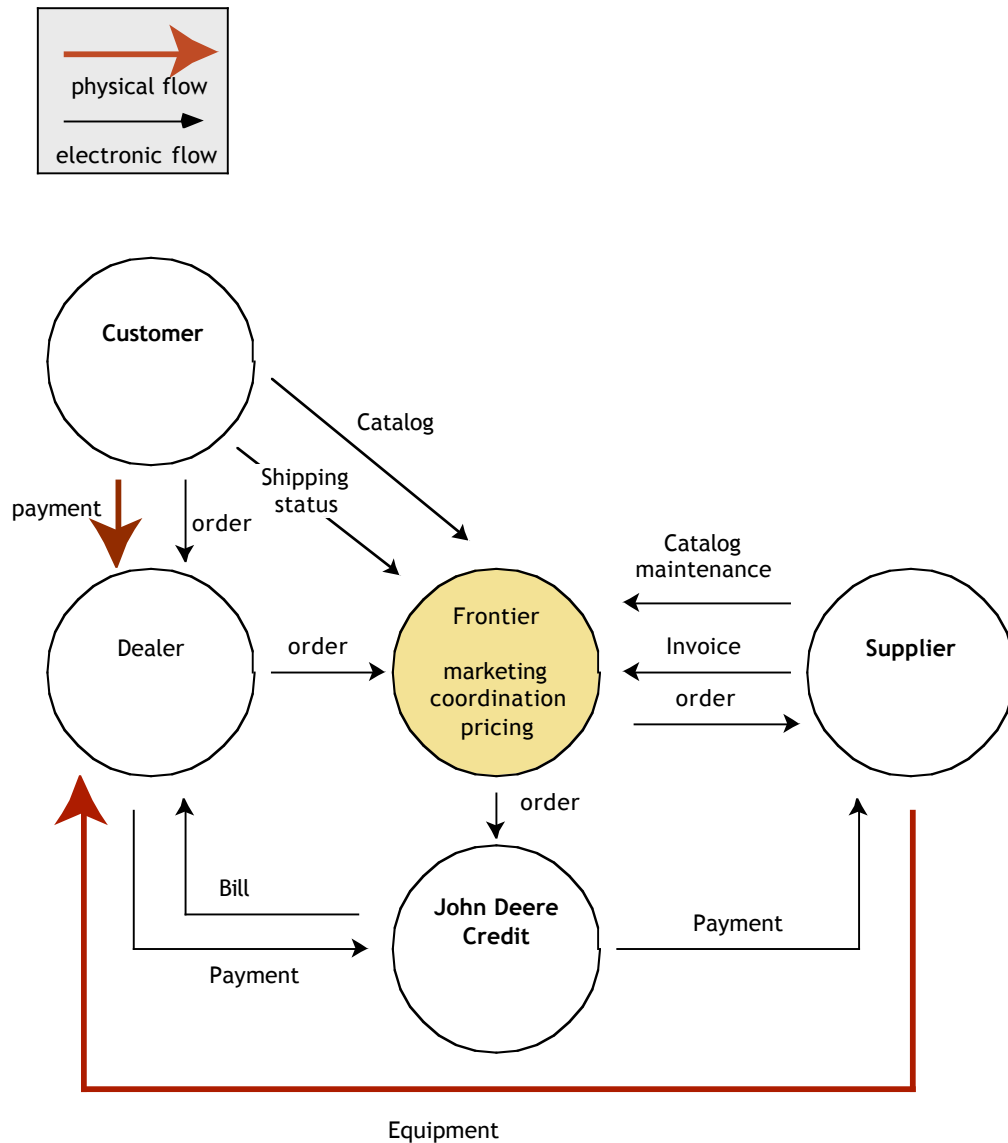 physical flow
electronic flow
Customer
Catalog
Shipping
status
payment
order
Catalog
maintenance
Dealer
order
Frontier
marketing
coordination
pricing
Invoice
order
Supplier
order
Bill
John Deere
Credit
Payment
Payment
Equipment